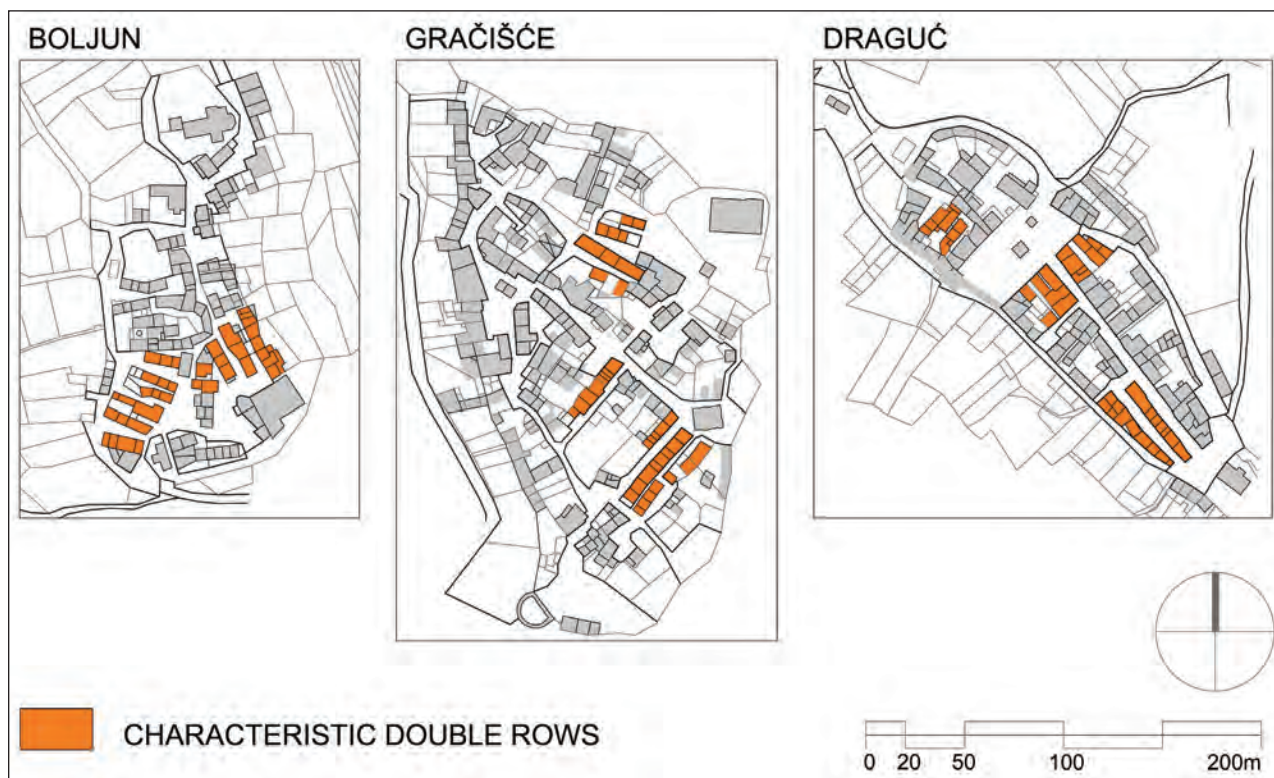 BOLJUN
GRAČIŠĆE
DRAGUĆ
CHARACTERISTIC DOUBLE ROWS
0 20 50 100 200m